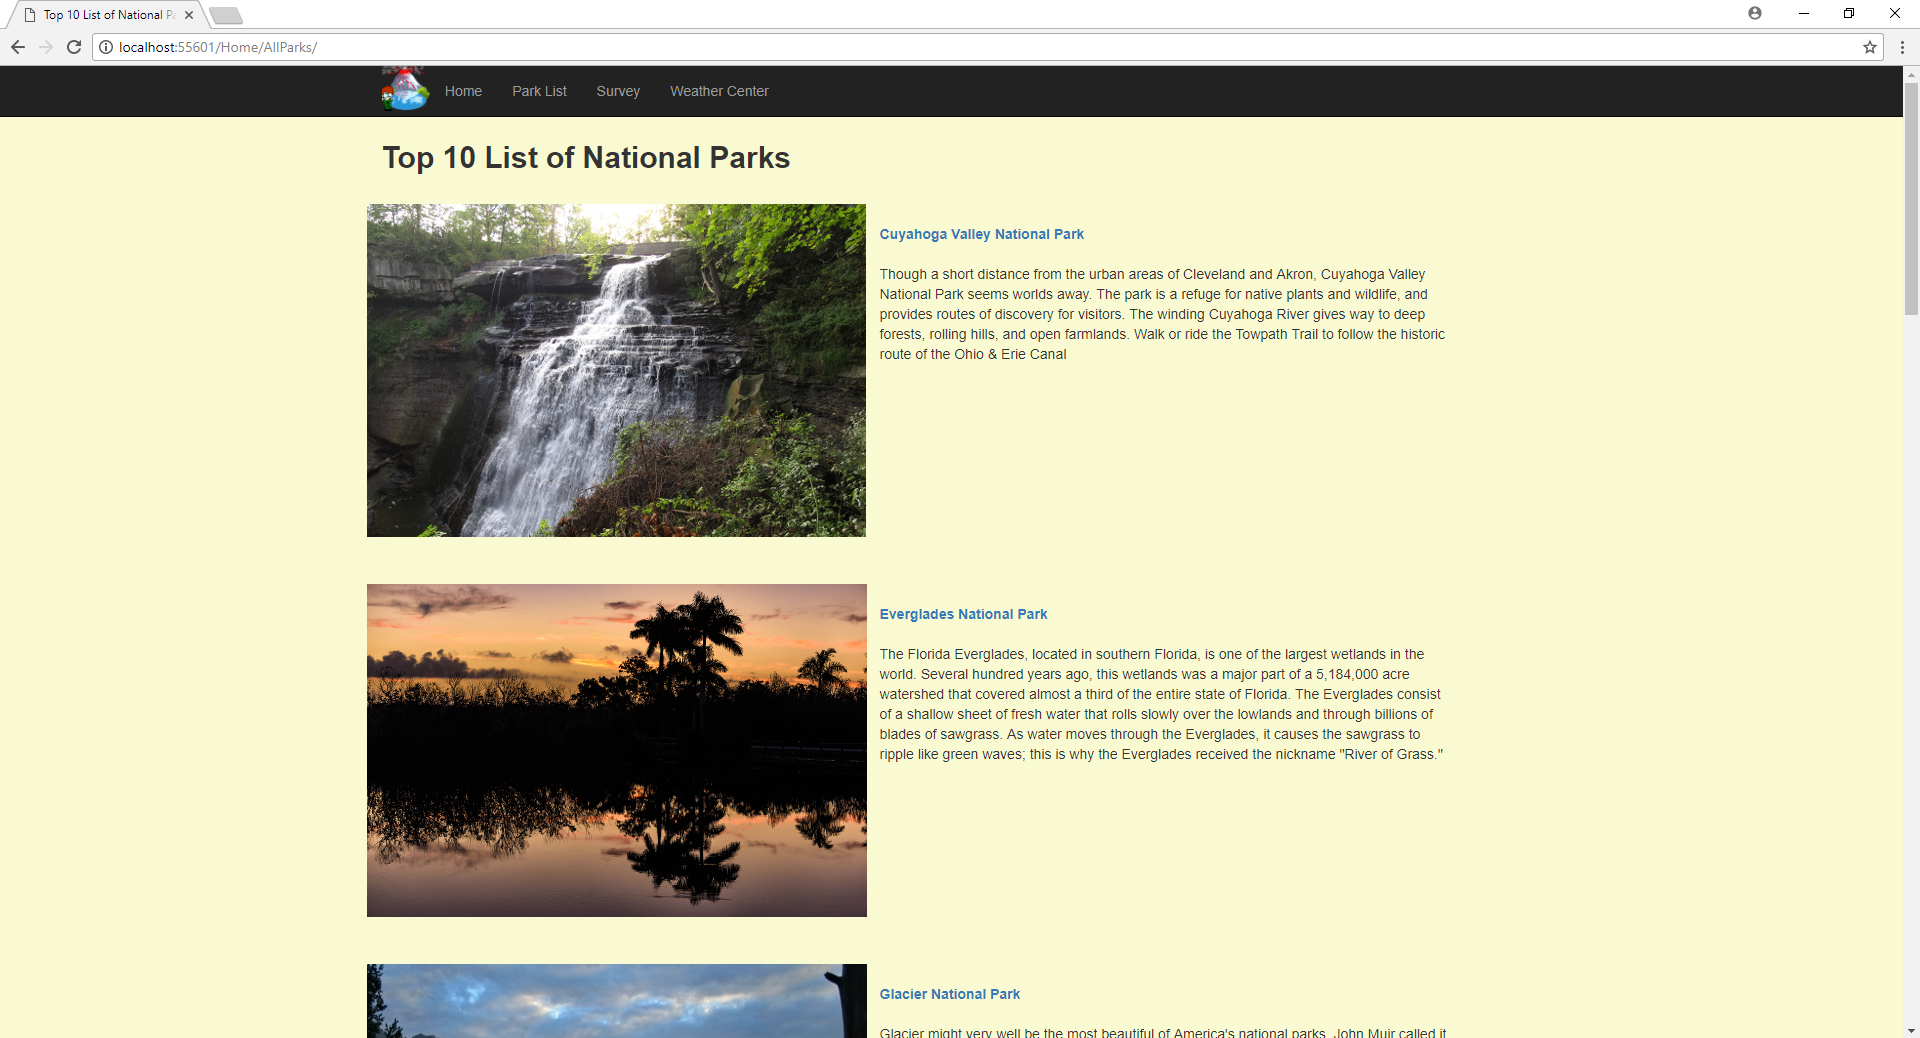 Top 10 List of National P
localhost:55601/Home/AllParks/
Home Park List Survey Weather Center
Top 10 List of National Parks
Cuyahoga Valley National Park
Though a short distance from the urban areas of Cleveland and Akron, Cuyahoga Valley
National Park seems worlds away. The park is a refuge for native plants and wildlife, and
provides routes of discovery for visitors. The winding Cuyahoga River gives way to deep
forests, rolling hills, and open farmlands. Walk or ride the Towpath Trail to follow the historic
route of the Ohio & Erie Canal
Everglades National Park
The Florida Everglades, located in southern Florida, is one of the largest wetlands in the
world. Several hundred years ago, this wetlands was a major part of a 5,184,000 acre
watershed that covered almost a third of the entire state of Florida. The Everglades consist
of a shallow sheet of fresh water that rolls slowly over the lowlands and through billions of
blades of sawgrass. As water moves through the Everglades, it causes the sawgrass to
ripple like green waves; this is why the Everglades received the nickname "River of Grass."
Glacier National Park
Glacier might very well be the most beautiful of America's national parks. John Muir called it